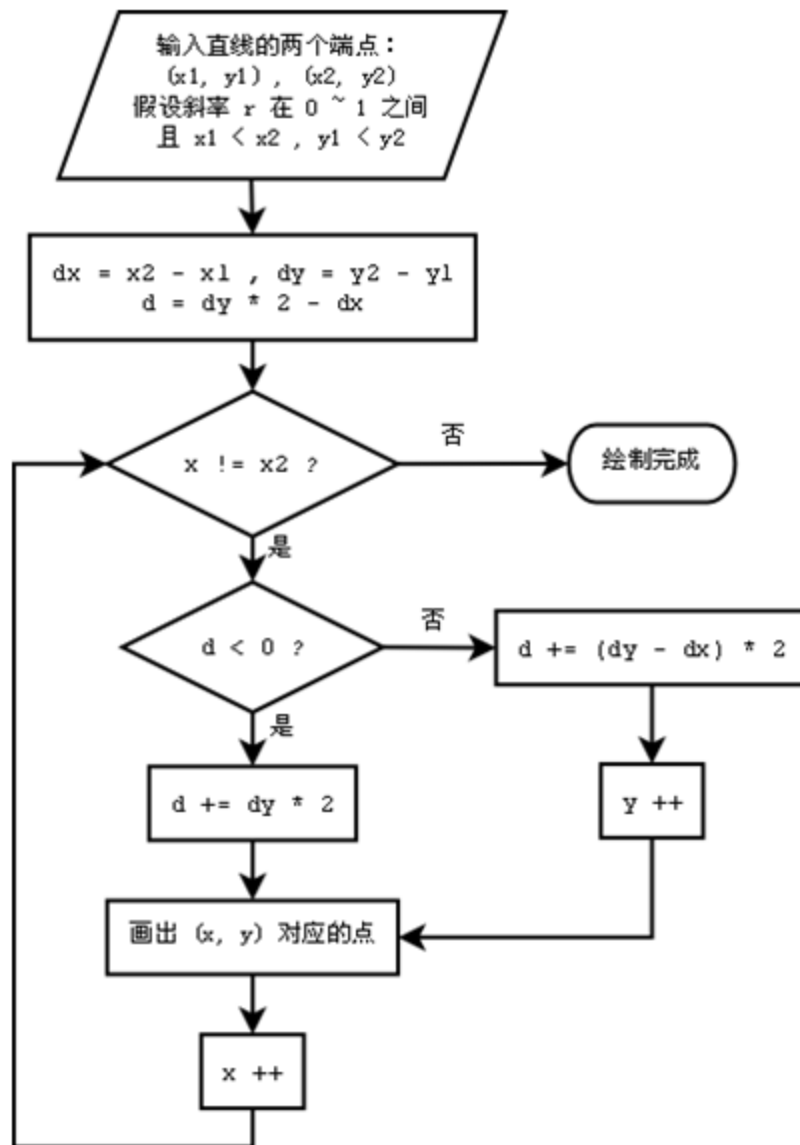 输入直线的两个端点：
(x1, y1) , (x2, y2)
假设斜率 r 在 0 ~ 1 之间
且 x1 < x2 , y1 < y2
dx = x2 - x1 , dy = y2 - y1
d = dy * 2 - dx
x != x2 ?
否
绘制完成
是
d < 0 ?
否
d += (dy - dx) * 2
是
d += dy * 2
y ++
画出 (x, y) 对应的点
x ++